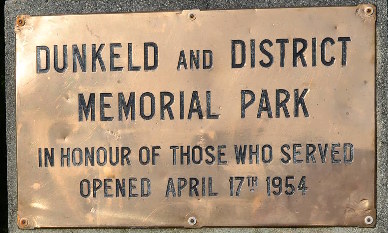 DUNKELD AND DISTRICT
MEMORIAL PARK
IN HONOUR OF THOSE WHO SERVED
OPENED APRIL 17TH 1954